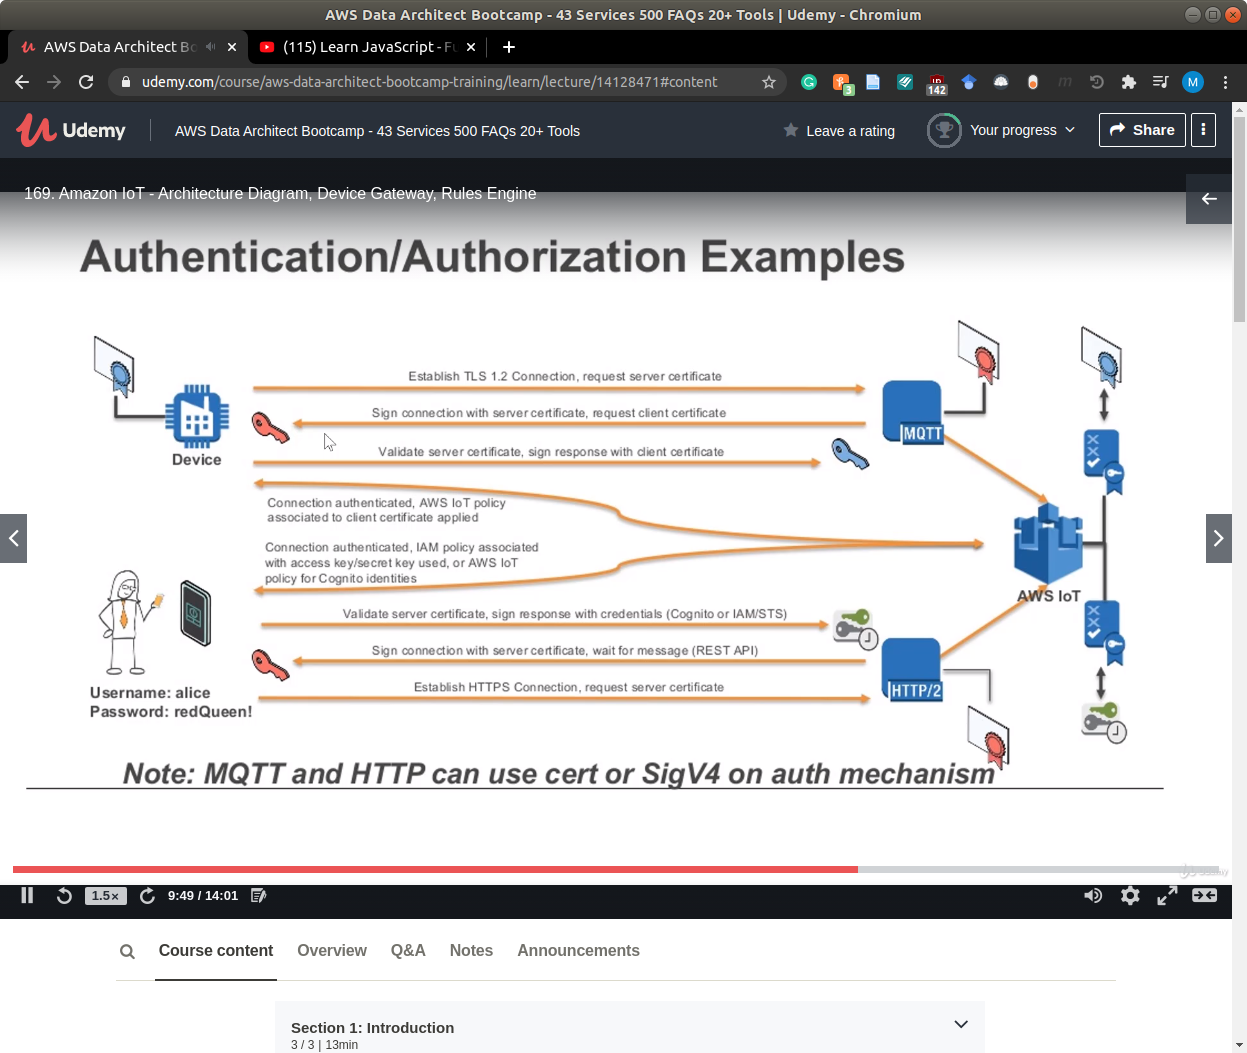 AWS Data Architect Bootcamp - 43 Services 500 FAQs 20+ Tools | Udemy - Chromium
AWS Data Architect Bo
(115) Learn JavaScript - Fu
udemy.com/course/aws-data-architect-bootcamp-training/learn/lecture/14128471#content
3
142
M
Udemy
AWS Data Architect Bootcamp - 43 Services 500 FAQs 20+ Tools
Leave a rating
Your progress
Share
169. Amazon IoT - Architecture Diagram, Device Gateway, Rules Engine
Authentication/Authorization Examples
Establish TLS 1.2 Connection, request server certificate
Sign connection with server certificate, request client certificate
MQTT
Validate server certificate, sign response with client certificate
Device
Connection authenticated, AWS IoT policy
associated to client certificate applied
Connection authenticated, IAM policy associated
with access key/secret key used, or AWS IoT
policy for Cognito identities
AWS IoT
Validate server certificate, sign response with credentials (Cognito or IAM/STS)
Sign connection with server certificate, wait for message (REST API)
Establish HTTPS Connection, request server certificate
HTTP/2
Username: alice
Password: redQueen!
Note: MQTT and HTTP can use cert or SigV4 on auth mechanism
Udemy
1.5×
9:49 / 14:01
Course content
Overview
Q&A
Notes
Announcements
Section 1: Introduction
3 / 3 | 13min